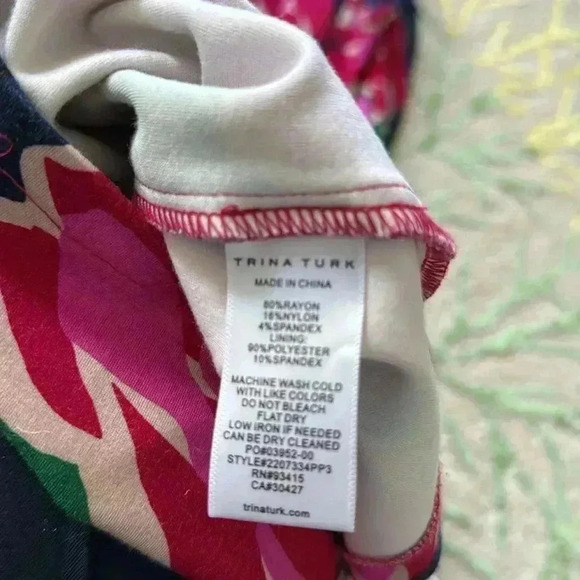 TRINA TURK
MADE IN CHINA
80%RAYON
16%NYLON
4%SPANDEX
LINING:
90%POLYESTER
10%SPANDEX
MACHINE WASH COLD
WITH LIKE COLORS
DO NOT BLEACH
FLAT DRY
LOW IRON IF NEEDED
CAN BE DRY CLEANED
PO#03952-00
STYLE#2207334PP3
RN#93415
CA#30427
trinaturk.com